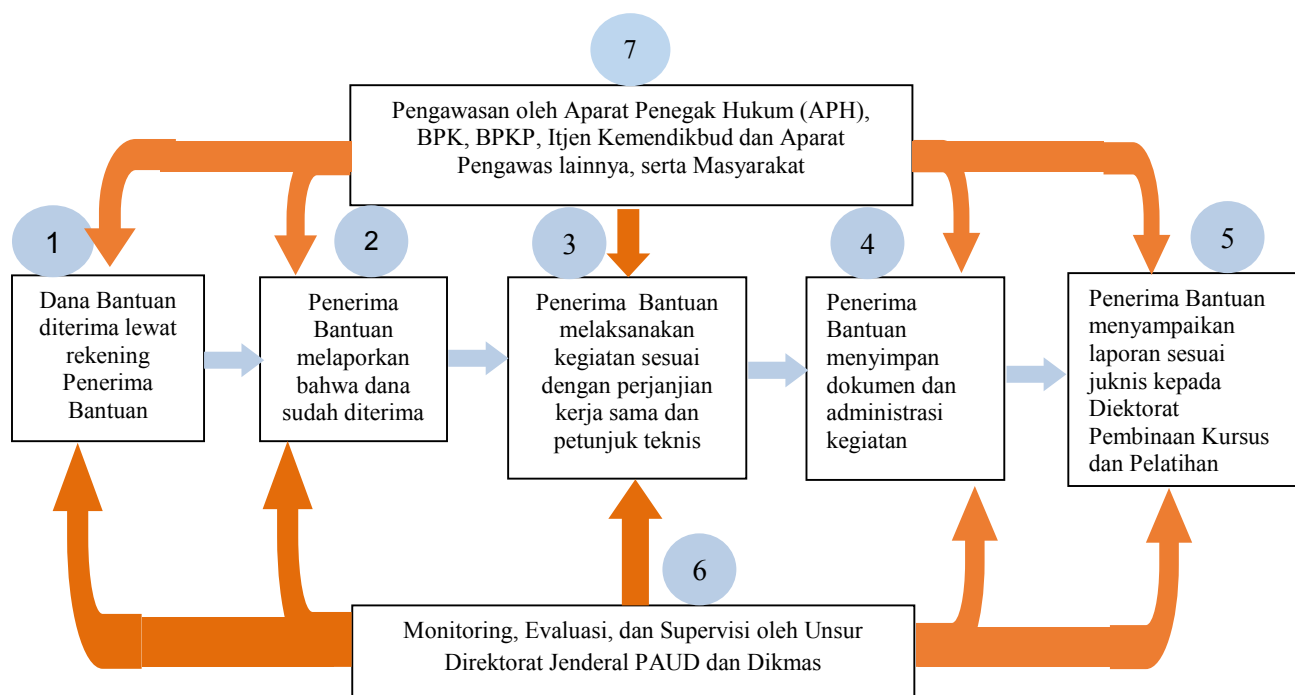 7
Pengawasan oleh Aparat Penegak Hukum (APH),
BPK, BPKP, Itjen Kemendikbud dan Aparat
Pengawas lainnya, serta Masyarakat
1
Dana Bantuan
diterima lewat
rekening
Penerima
Bantuan
2
Penerima
Bantuan
melaporkan
bahwa dana
sudah diterima
3
Penerima Bantuan
melaksanakan
kegiatan sesuai
dengan perjanjian
kerja sama dan
petunjuk teknis
4
Penerima
Bantuan
menyimpan
dokumen dan
administrasi
kegiatan
5
Penerima Bantuan
menyampaikan
laporan sesuai
juknis kepada
Diektorat
Pembinaan Kursus
dan Pelatihan
6
Monitoring, Evaluasi, dan Supervisi oleh Unsur
Direktorat Jenderal PAUD dan Dikmas